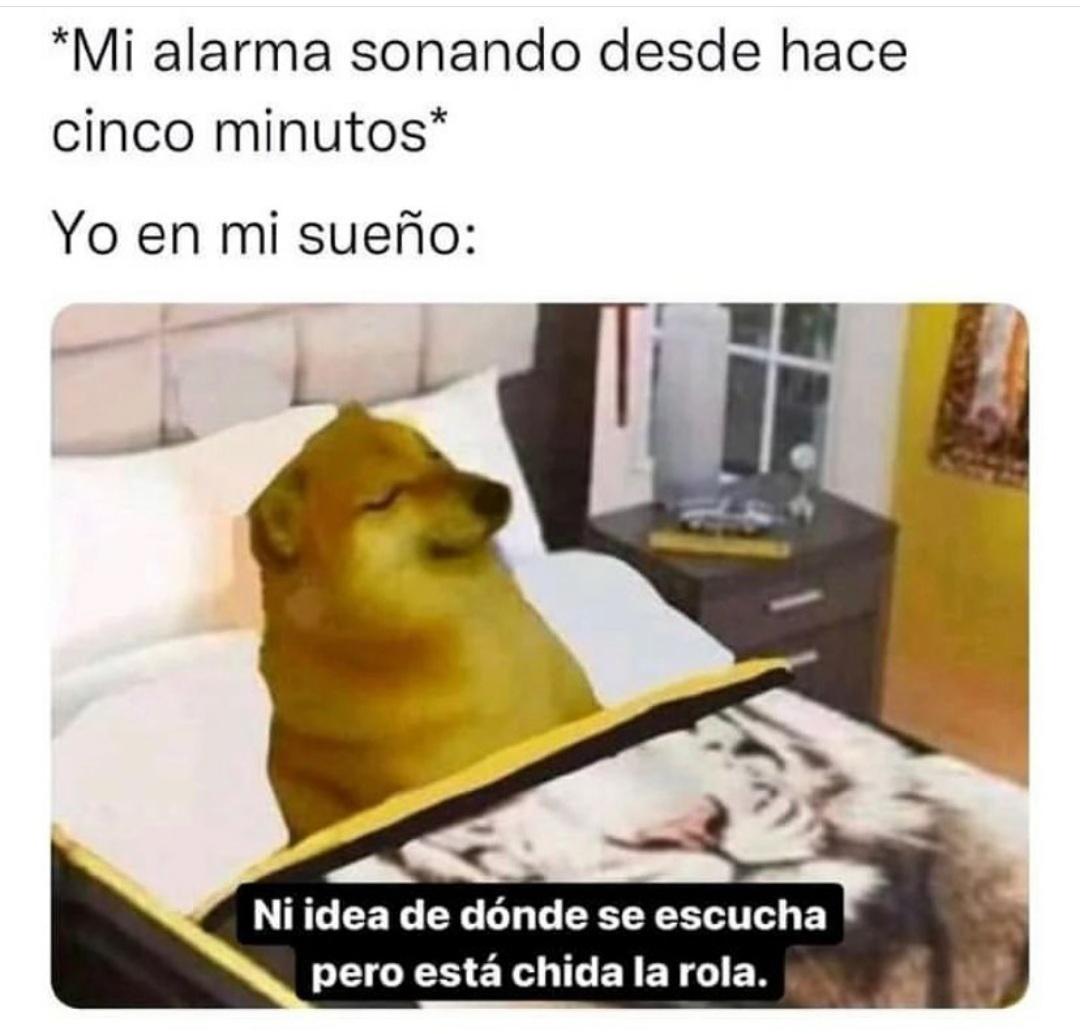 *Mi alarma sonando desde hace
cinco minutos*
Yo en mi sueño:
Ni idea de dónde se escucha
pero está chida la rola.